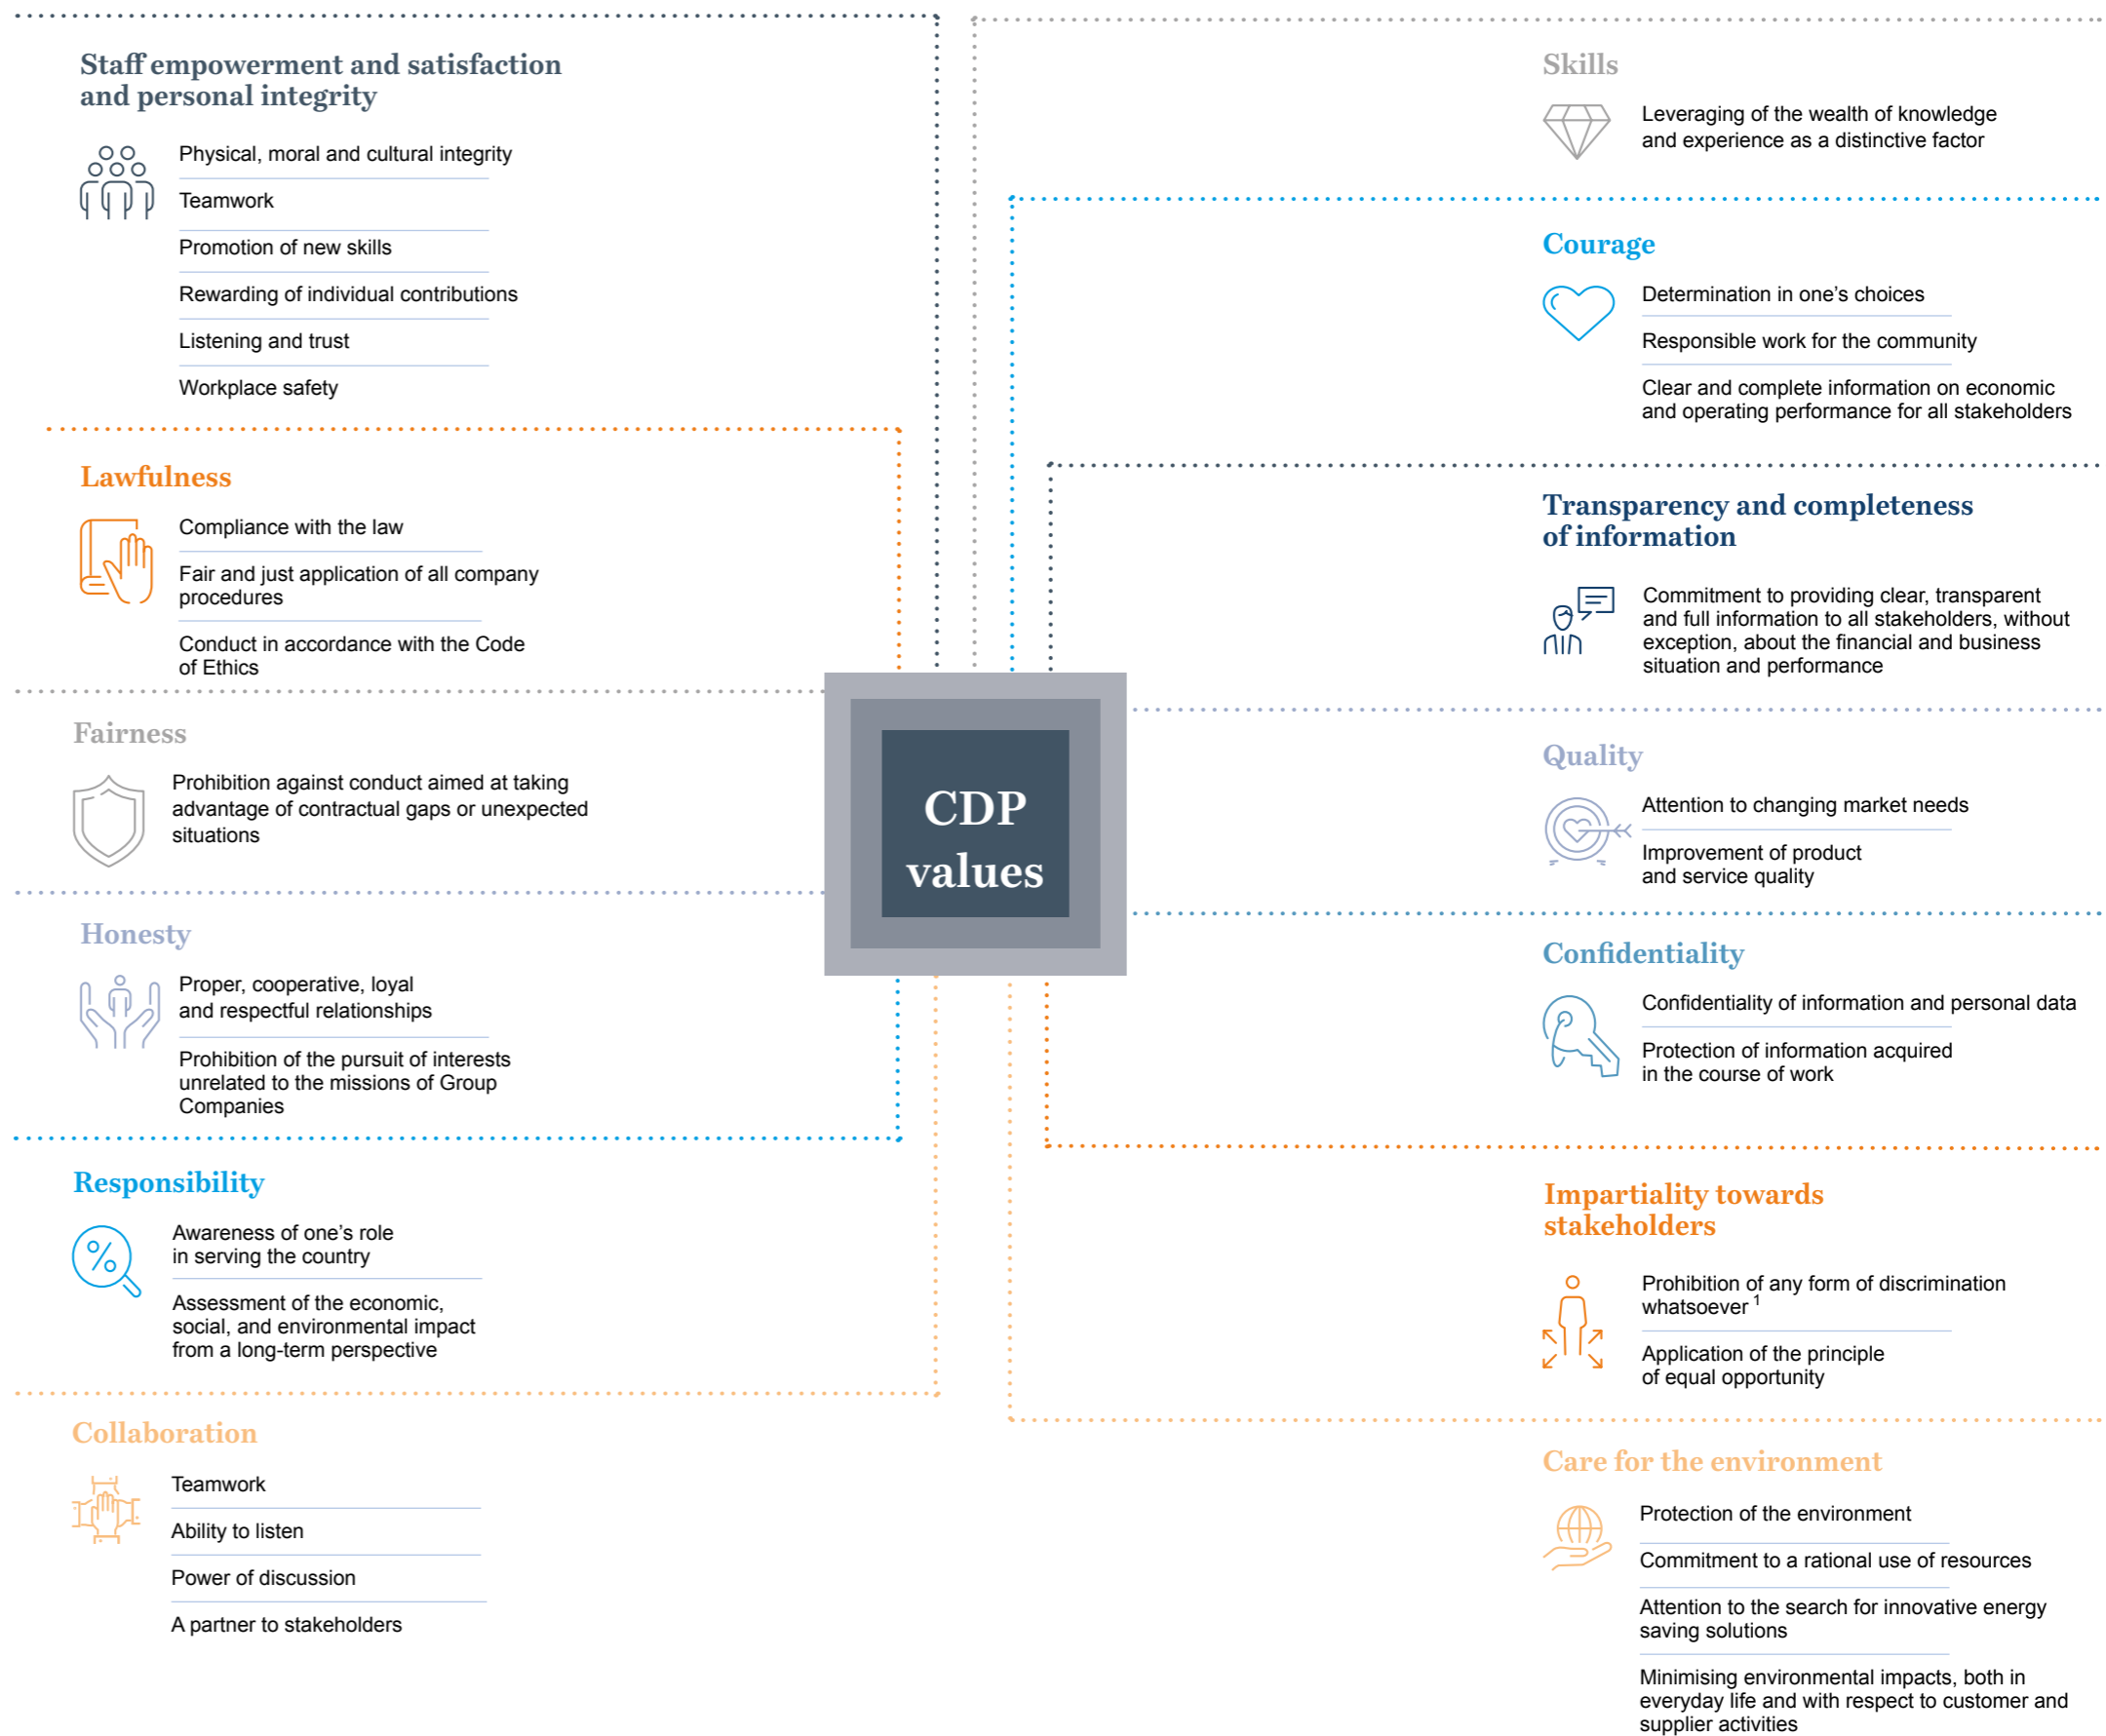 Staff empowerment and satisfaction
and personal integrity
Physical, moral and cultural integrity
Teamwork
Promotion of new skills
Rewarding of individual contributions
Listening and trust
Workplace safety
Lawfulness
Compliance with the law
Fair and just application of all company
procedures
Conduct in accordance with the Code
of Ethics
Fairness
Prohibition against conduct aimed at taking
advantage of contractual gaps or unexpected
situations
Honesty
Proper, cooperative, loyal
and respectful relationships
Prohibition of the pursuit of interests
unrelated to the missions of Group
Companies
Responsibility
%
Awareness of one’s role
in serving the country
Assessment of the economic,
social, and environmental impact
from a long-term perspective
Collaboration
Teamwork
Ability to listen
Power of discussion
A partner to stakeholders
CDP
values
Skills
Leveraging of the wealth of knowledge
and experience as a distinctive factor
Courage
Determination in one’s choices
Responsible work for the community
Clear and complete information on economic
and operating performance for all stakeholders
Transparency and completeness
of information
Commitment to providing clear, transparent
and full information to all stakeholders, without
exception, about the financial and business
situation and performance
Quality
Attention to changing market needs
Improvement of product
and service quality
Confidentiality
Confidentiality of information and personal data
Protection of information acquired
in the course of work
Impartiality towards
stakeholders
Prohibition of any form of discrimination
whatsoever 1
Application of the principle
of equal opportunity
Care for the environment
Protection of the environment
Commitment to a rational use of resources
Attention to the search for innovative energy
saving solutions
Minimising environmental impacts, both in
everyday life and with respect to customer and
supplier activities